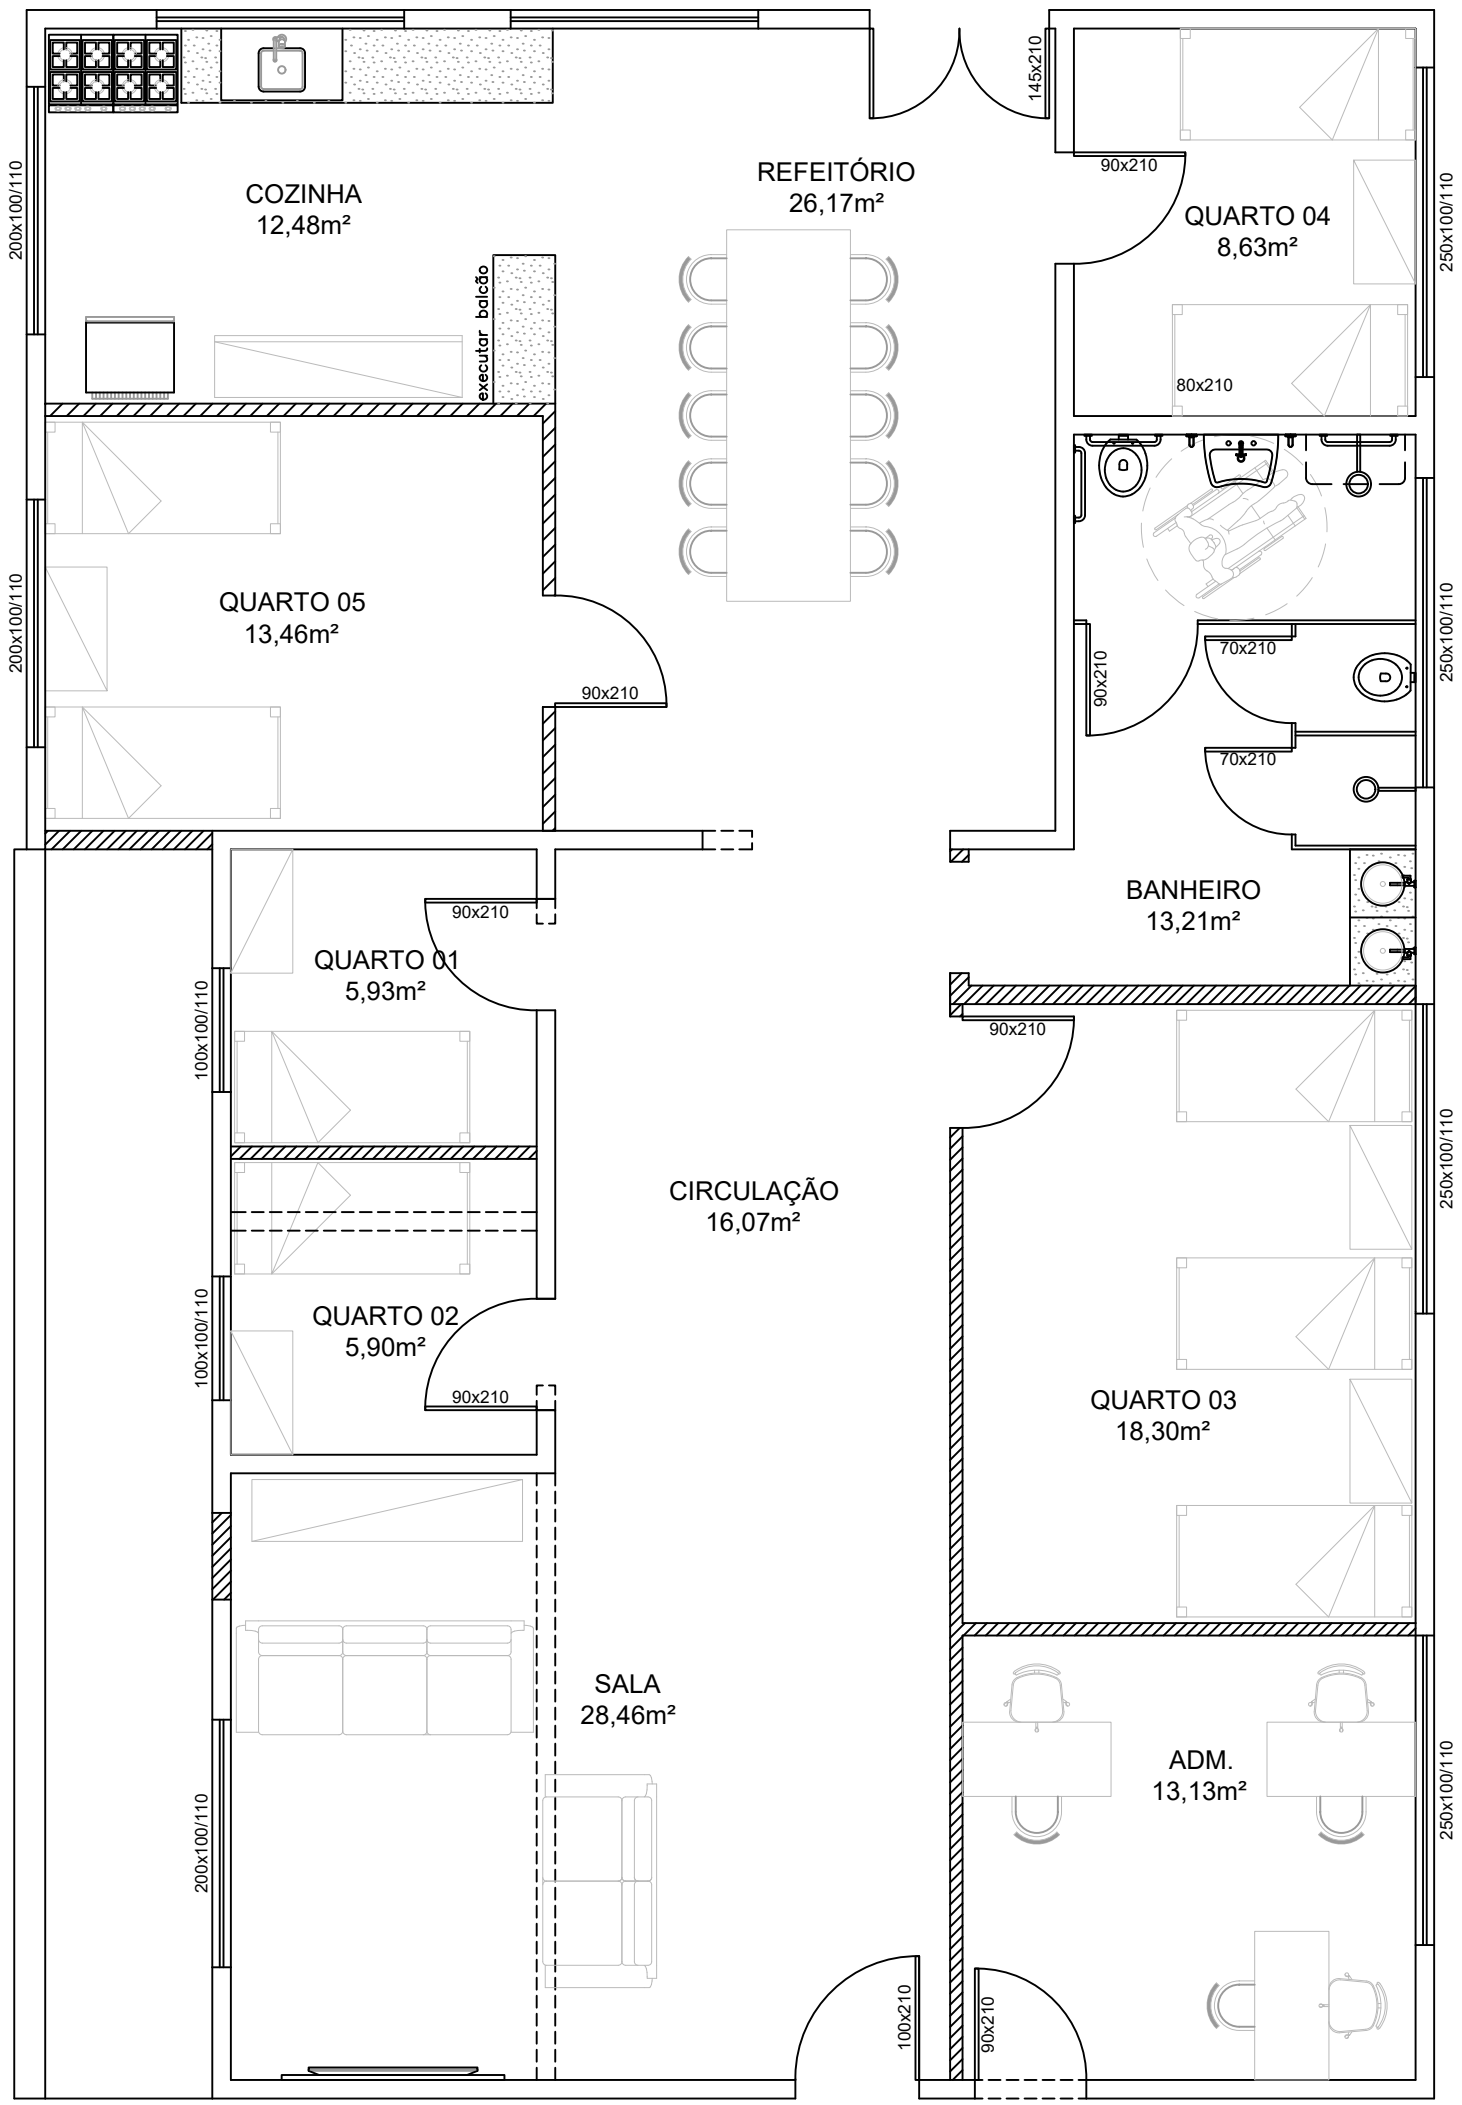 145x210
90x210
REFEITÓRIO
26,17m²
COZINHA
12,48m²
200x100/110
QUARTO 04
8,63m²
250x100/110
executar balcão
80x210
QUARTO 05
13,46m²
200x100/110
250x100/110
90x210
90x210
70x210
70x210
BANHEIRO
13,21m²
90x210
QUARTO 01
5,93m²
100x100/110
90x210
250x100/110
CIRCULAÇÃO
16,07m²
QUARTO 02
5,90m²
100x100/110
90x210
QUARTO 03
18,30m²
SALA
28,46m²
ADM.
13,13m²
200x100/110
250x100/110
100x210
90x210